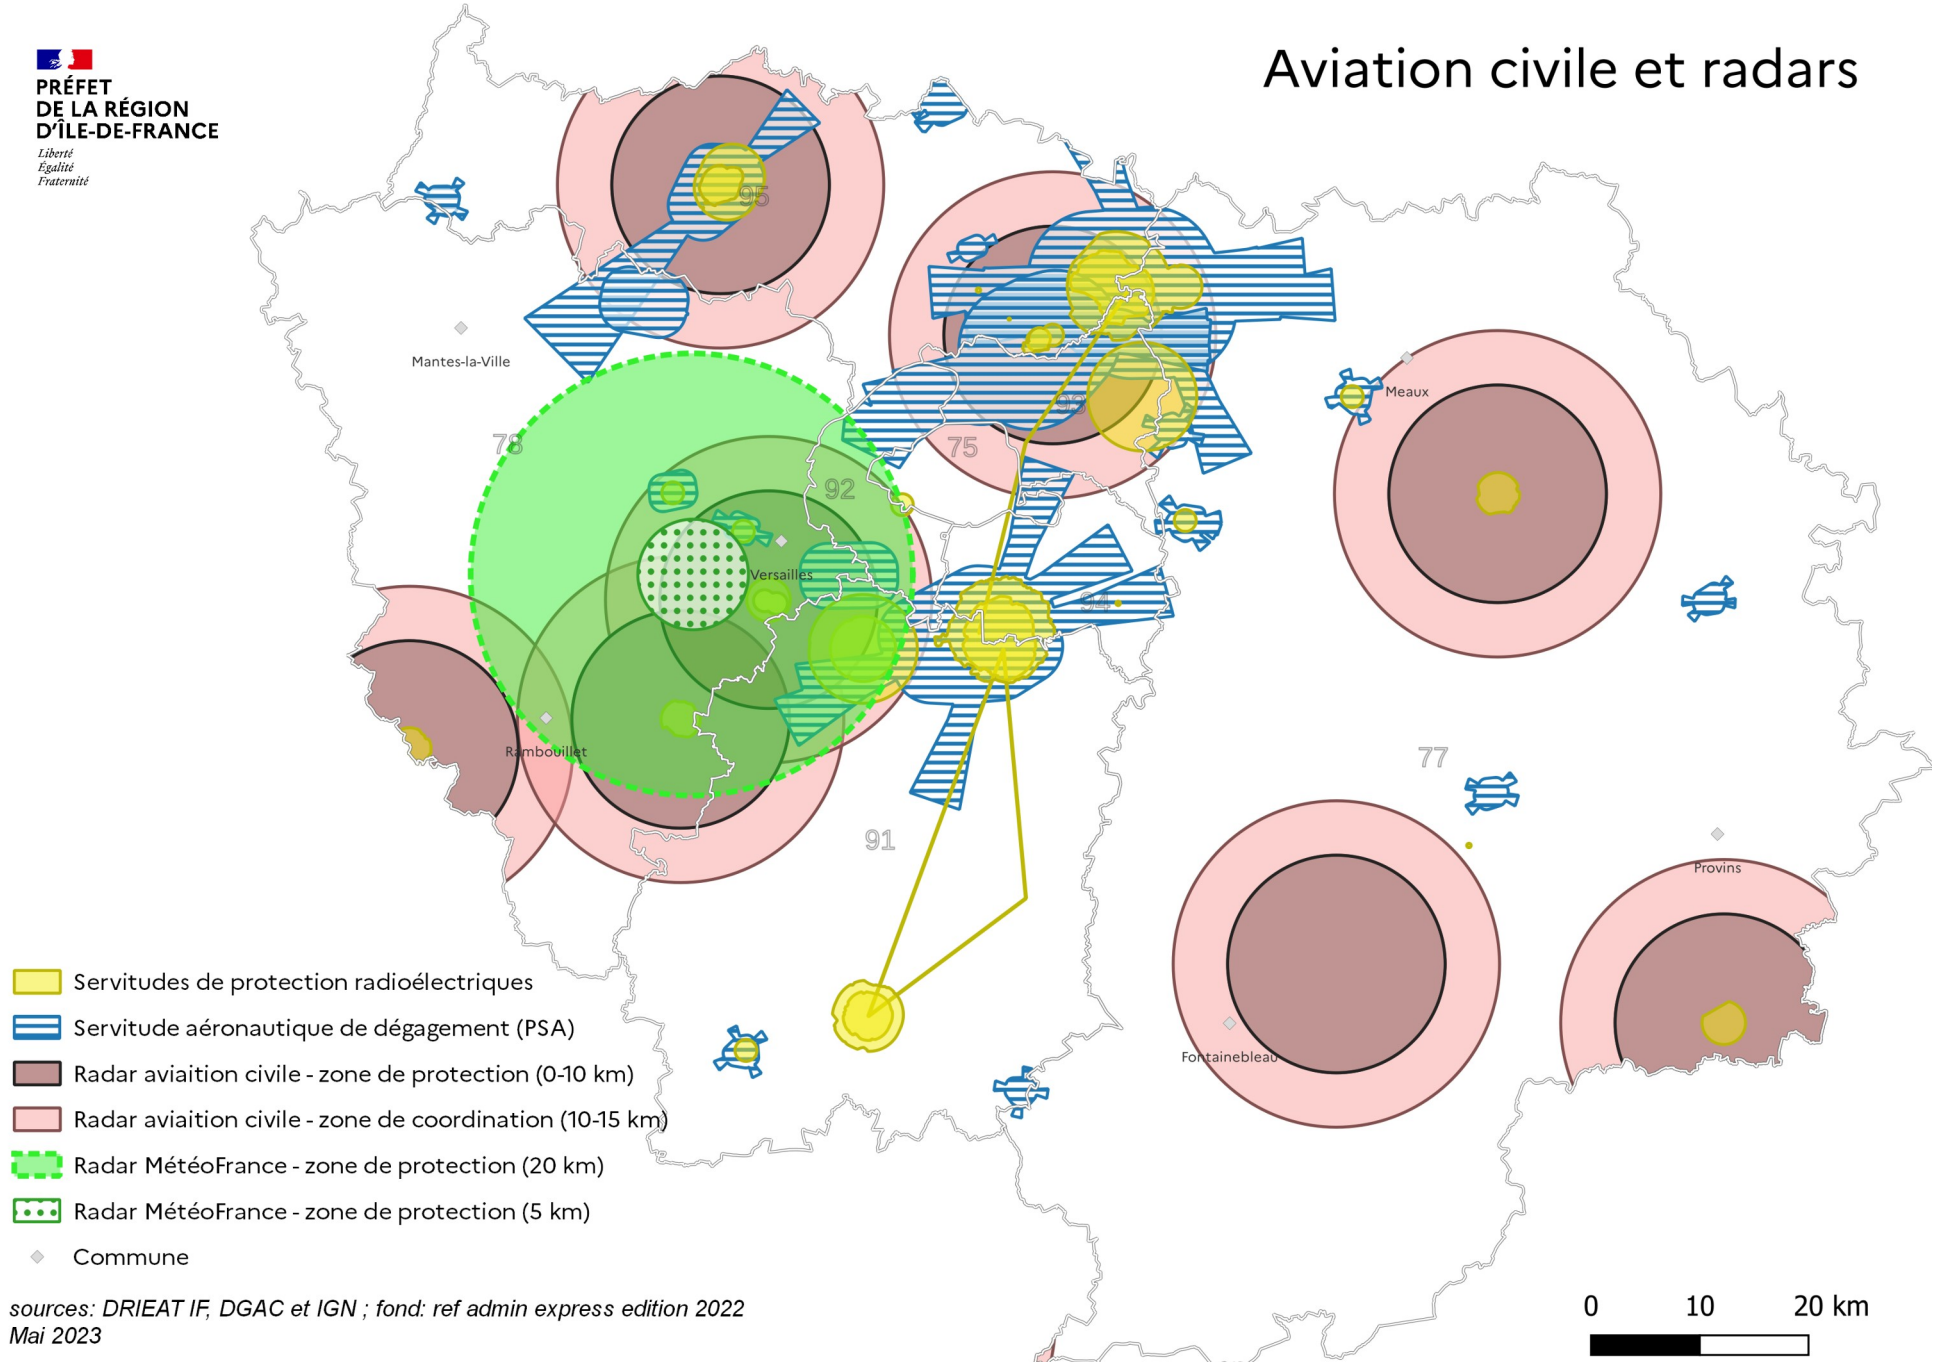 Aviation civile et radars
PRÉFET
DE LA RÉGION
D'ÎLE-DE-FRANCE
Liberté
Égalité
Fraternité
95
Mantes-la-Ville
Meaux
93
78
75
92
Versailles
94
Rambouillet
77
91
Provins
Fontainebleau
Servitudes de protection radioélectriques
Servitude aéronautique de dégagement (PSA)
Radar aviaition civile - zone de protection (0-10 km)
Radar aviaition civile - zone de coordination (10-15 km)
Radar MétéoFrance - zone de protection (20 km)
Radar MétéoFrance - zone de protection (5 km)
Commune
sources: DRIEAT IF, DGAC et IGN ; fond: ref admin express edition 2022
Mai 2023
0 10 20 km